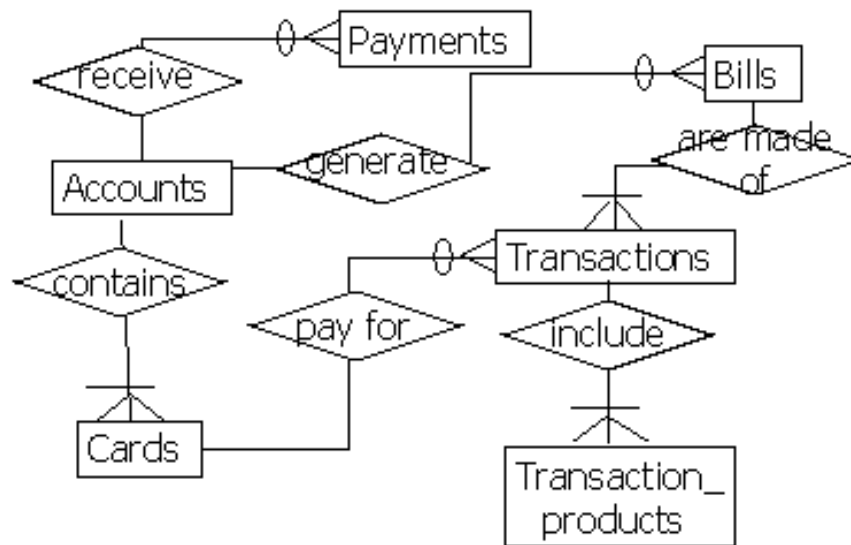 Payments
receive
Bills
generate
are made
of
Accounts
Transactions
contains
pay for
include
Cards
Transaction_
products